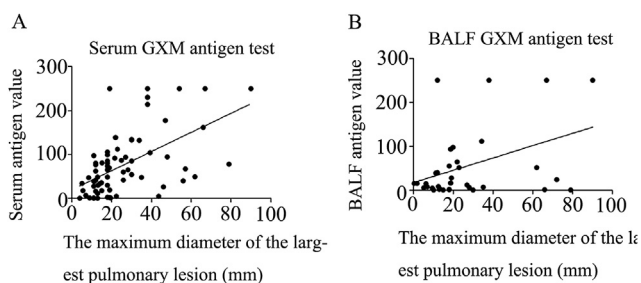 A
Serum GXM antigen test
Serum antigen value
300
200
100
0
0 20 40 60 80 100
The maximum diameter of the larg-
est pulmonary lesion (mm)
B
BALF GXM antigen test
BALF antigen value
300
200
100
0
0 20 40 60 80 100
The maximum diameter of the la
est pulmonary lesion (mm)